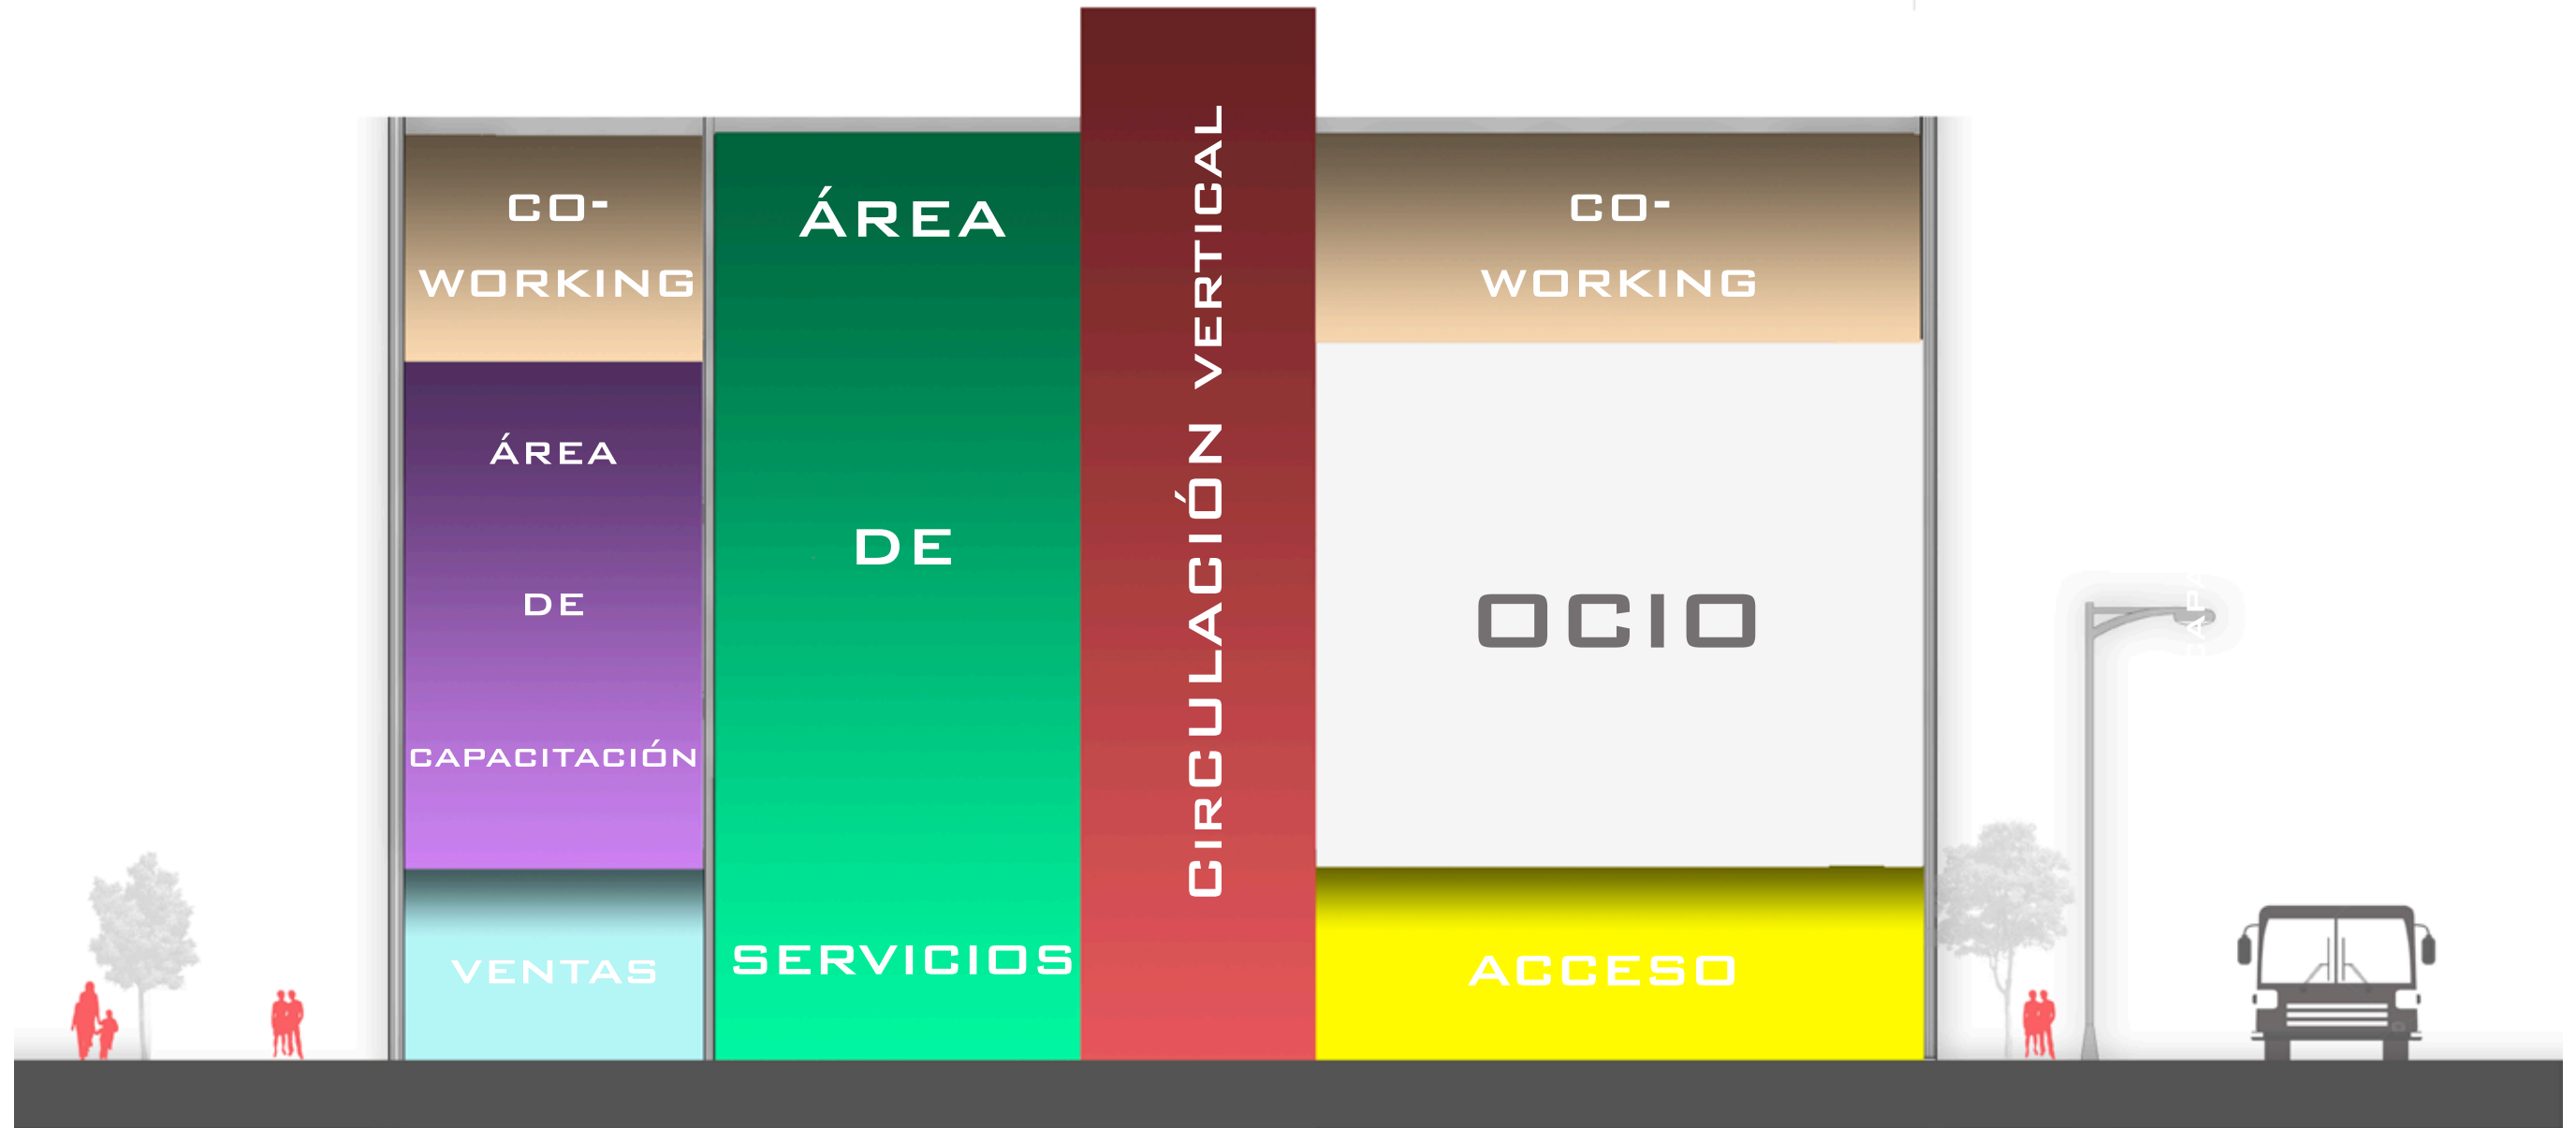 CO-
WORKING
ÁREA
DE
CAPACITACIÓN
VENTAS
ÁREA
DE
SERVICIOS
CIRCULACIÓN VERTICAL
CO-
WORKING
OCIO
ACCESO